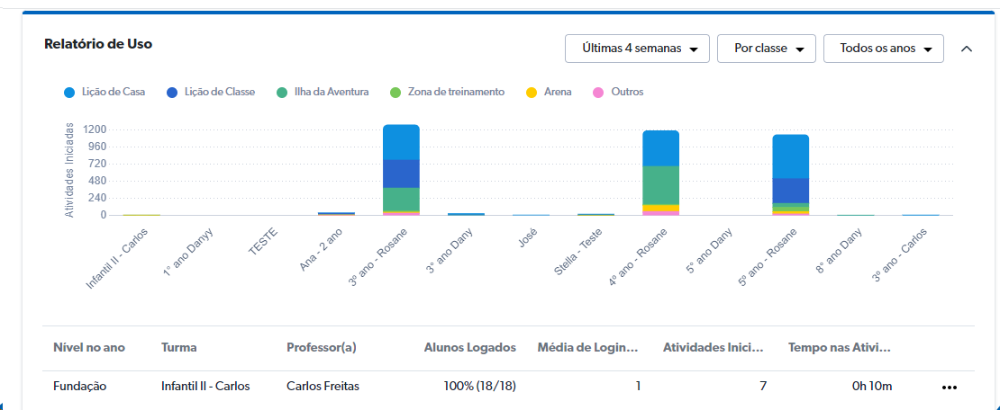 Relatório de Uso
Últimas 4 semanas
Por classe
Todos os anos
Lição de Casa
Lição de Classe
Ilha da Aventura
Zona de treinamento
Arena
Outros
Atividades Iniciadas
1200
960
720
480
240
0
Infantil II - Carlos
1° ano Danyy
TESTE
Ana - 2 ano
3º ano - Rosane
3° ano Dany
José
Stella - Teste
4º ano - Rosane
5° ano Dany
5º ano - Rosane
8° ano Dany
3º ano - Carlos
Nível no ano Turma Professor(a) Alunos Logados Média de Login... Atividades Inici... Tempo nas Ativi...
Fundação Infantil II - Carlos Carlos Freitas 100% (18/18) 1 7 0h 10m